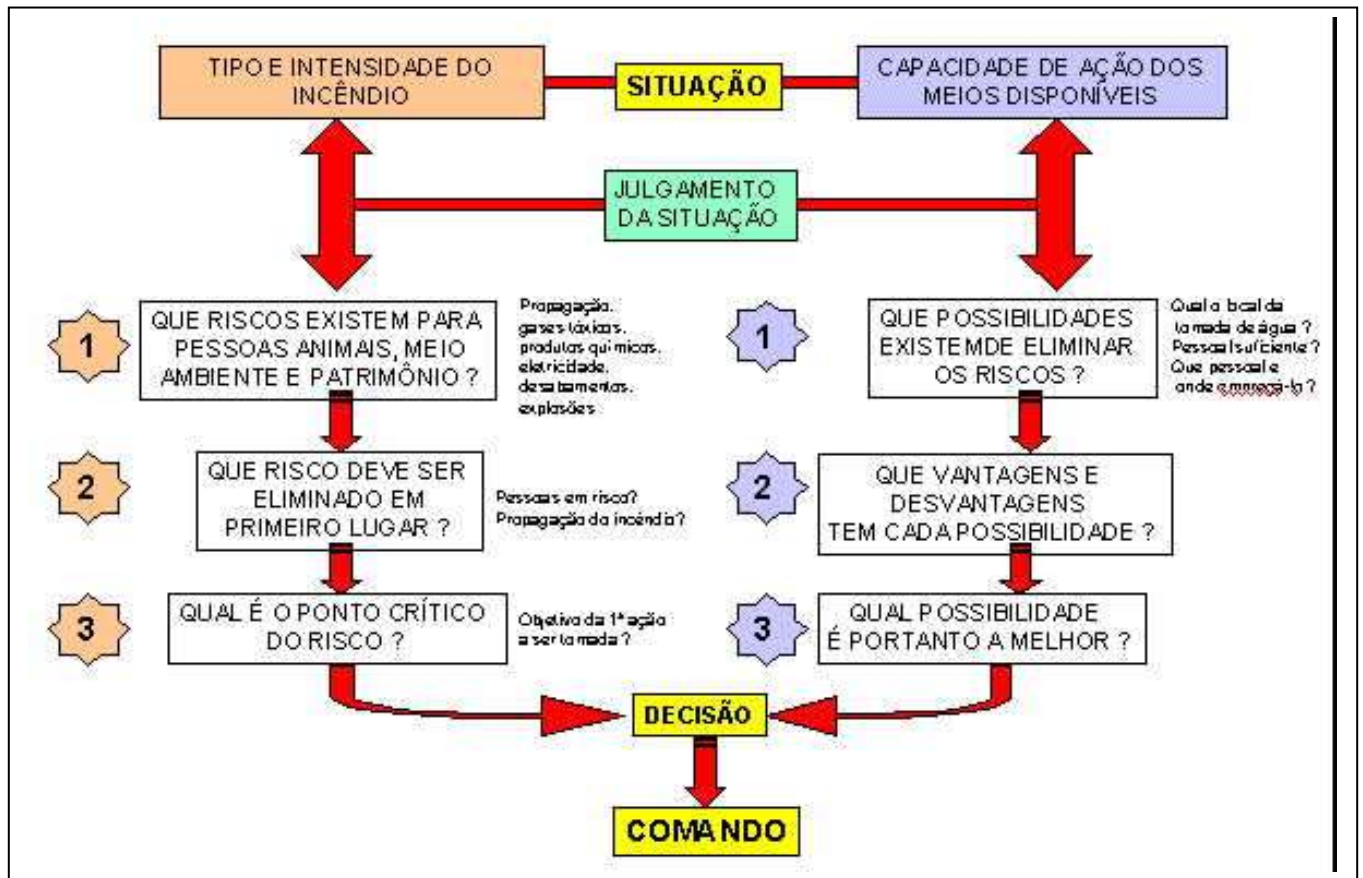 TIPO E INTENSIDADE DO
INCÊNDIO
SITUAÇÃO
CAPACIDADE DE AÇÃO DOS
MEIOS DISPONÍVEIS
JULGAMENTO
DA SITUAÇÃO
1
QUE RISCOS EXISTEM PARA
PESSOAS ANIMAIS, MEIO
AMBIENTE E PATRIMÔNIO ?
Propagação,
gases tóxicos,
produtos químicos,
eletricidade,
desabamentos,
explosões
1
QUE POSSIBILIDADES
EXISTEMDE ELIMINAR
OS RISCOS ?
Qual o local da
tomada de água ?
Pessoal suficiente ?
Que pessoal e
onde empregá-lo ?
2
QUE RISCO DEVE SER
ELIMINADO EM
PRIMEIRO LUGAR ?
Pessoas em risco?
Propagação do incêndio?
2
QUE VANTAGENS E
DESVANTAGENS
TEM CADA POSSIBILIDADE ?
3
QUAL É O PONTO CRÍTICO
DO RISCO ?
Objetivo da 1ª ação
a ser tomada ?
3
QUAL POSSIBILIDADE
É PORTANTO A MELHOR ?
DECISÃO
COMANDO